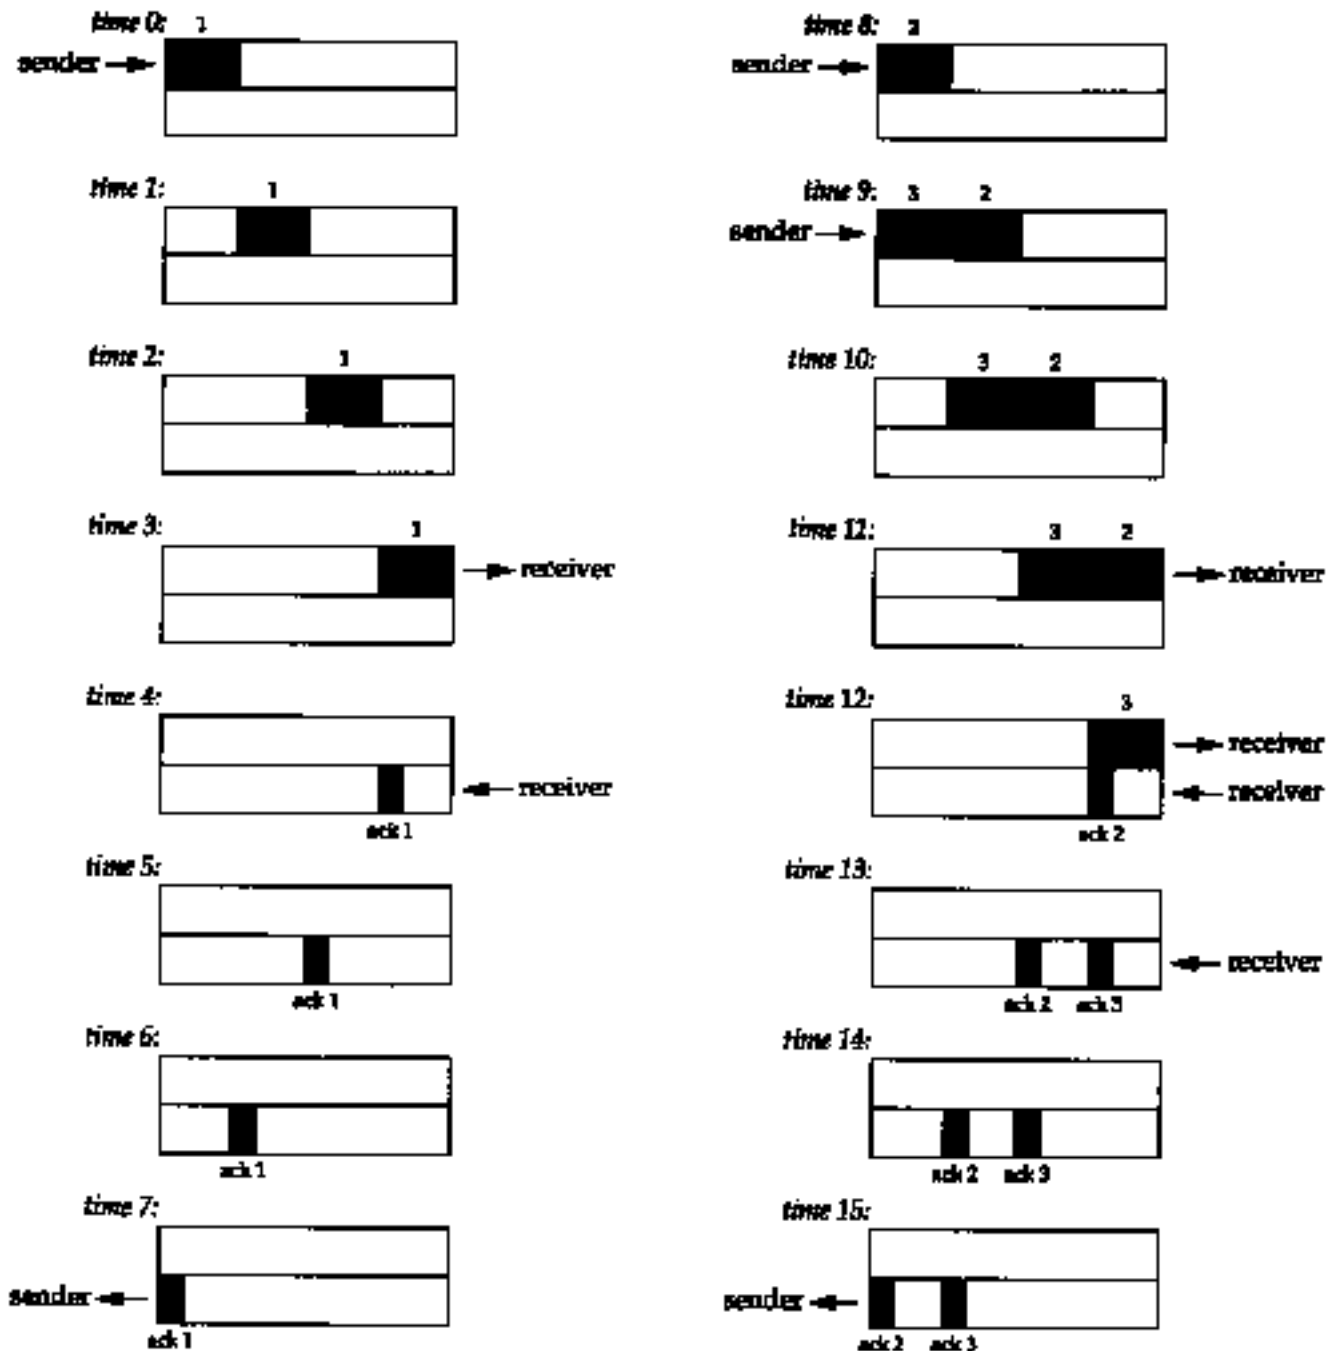 time 0: 1
sender
time 1: 1
time 2: 1
time 3: 1
receiver
time 4:
receiver
ack 1
time 5:
ack 1
time 6:
ack 1
time 7:
sender
ack 1
time 8: 2
sender
time 9: 3 2
sender
time 10: 3 2
time 11: 3 2
receiver
time 12: 3
receiver
receiver
ack 2
time 13:
receiver
ack 2 ack 3
time 14:
ack 2 ack 3
time 15:
sender
ack 2 ack 3